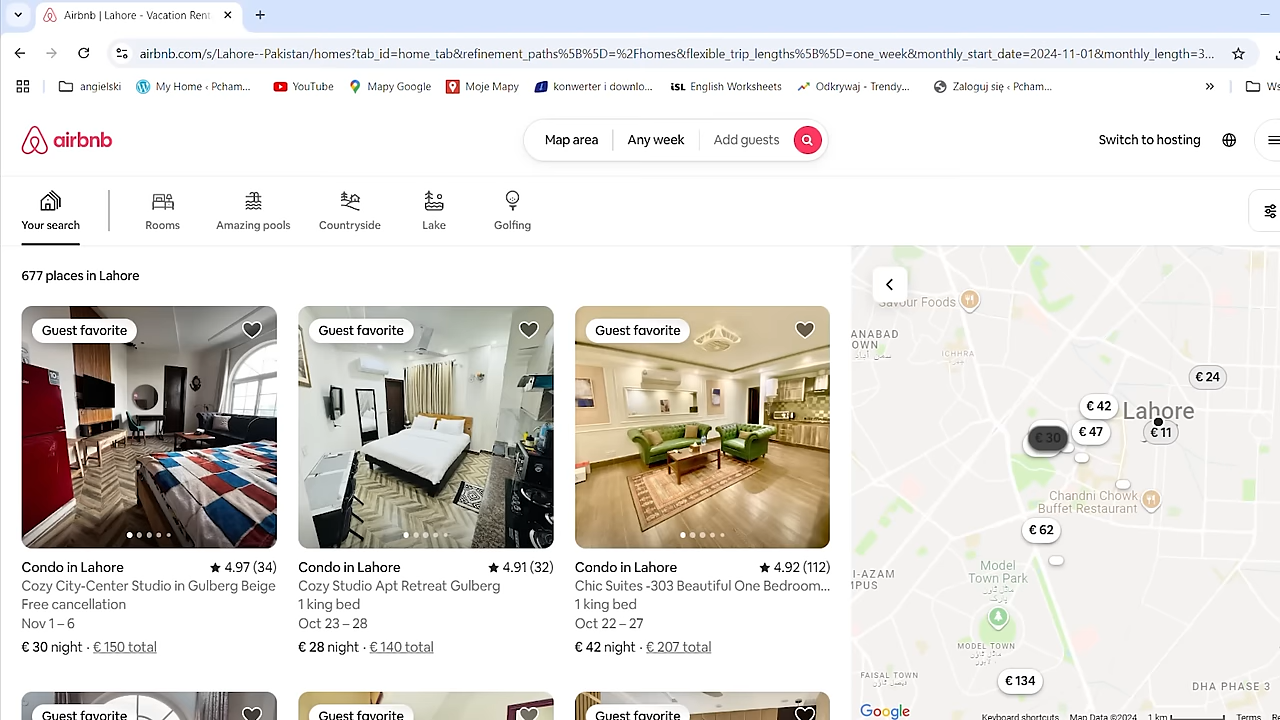 Airbnb | Lahore - Vacation Rent
airbnb.com/s/Lahore--Pakistan/homes?tab_id=home_tab&refinement_paths%5B%5D=%2Fhomes&flexible_trip_lengths%5B%5D=one_week&monthly_start_date=2024-11-01&monthly_length=3...
angielski
My Home ‹ Pcham...
YouTube
Mapy Google
Moje Mapy
konwerter i downlo...
iSL English Worksheets
Odkrywaj - Trendy...
Zaloguj się ‹ Pcham...
Ws
airbnb
Map area
Any week
Add guests
Switch to hosting
Your search
Rooms
Amazing pools
Countryside
Lake
Golfing
677 places in Lahore
Guest favorite
Guest favorite
Guest favorite
Condo in Lahore
4.97 (34)
Cozy City-Center Studio in Gulberg Beige
Free cancellation
Nov 1 – 6
€ 30 night · € 150 total
Condo in Lahore
4.91 (32)
Cozy Studio Apt Retreat Gulberg
1 king bed
Oct 23 – 28
€ 28 night · € 140 total
Condo in Lahore
4.92 (112)
Chic Suites -303 Beautiful One Bedroom...
1 king bed
Oct 22 – 27
€ 42 night · € 207 total
Guest favorite
Guest favorite
Guest favorite
Savour Foods
ANABAD
OWN
ICHHRA
€ 24
€ 42
Lahore
€ 47
€ 11
€ 30
Chandni Chowk
Buffet Restaurant
€ 62
Model
Town Park
I-AZAM
MPUS
MODEL TOWN
ماڈل ٹاؤن
FAISAL TOWN
€ 134
DHA PHASE 3
Google
Keyboard shortcuts
Map Data ©2024
1 km
Terms